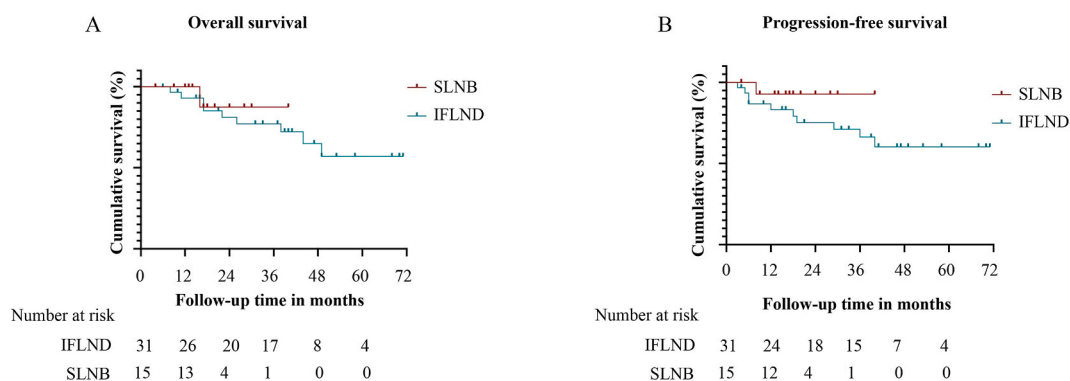 A
Overall survival
Cumulative survival (%)
SLNB
IFLND
0 12 24 36 48 60 72
Follow-up time in months
Number at risk
IFLND 31 26 20 17 8 4
SLNB 15 13 4 1 0 0
B
Progression-free survival
Cumulative survival (%)
SLNB
IFLND
0 12 24 36 48 60 72
Follow-up time in months
Number at risk
IFLND 31 24 18 15 7 4
SLNB 15 12 4 1 0 0